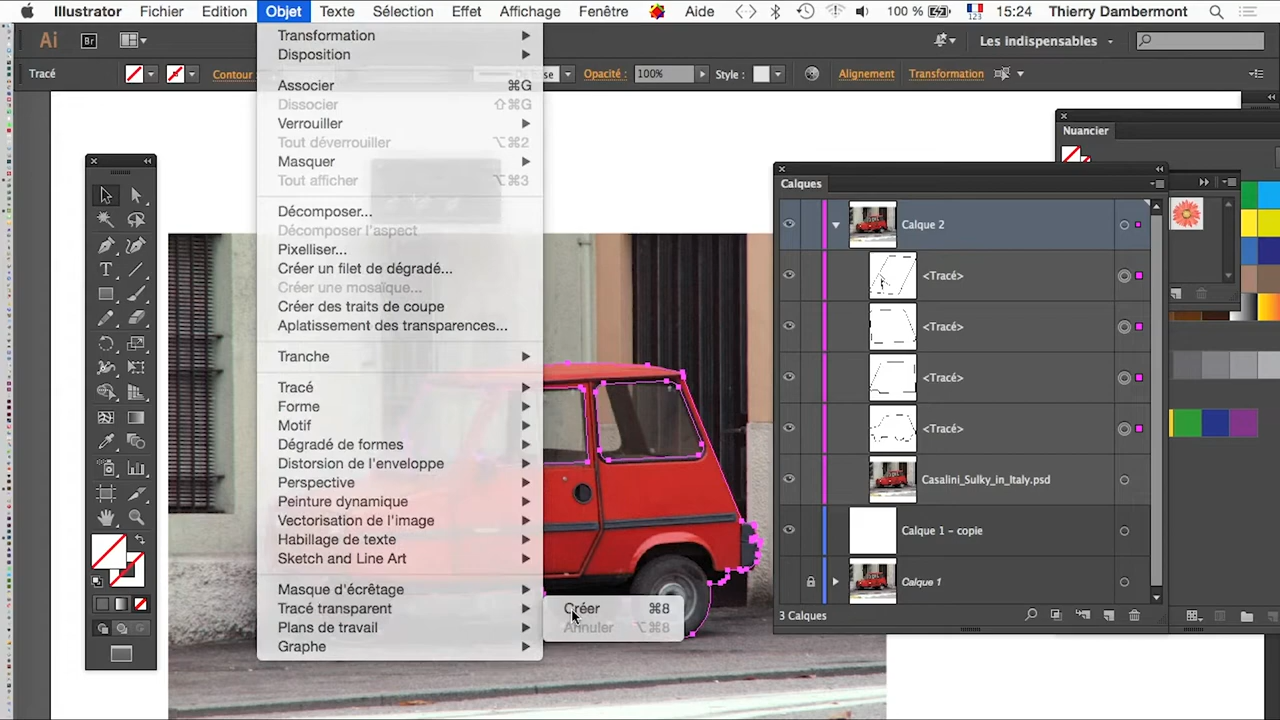 Illustrator Fichier Edition Objet Texte Sélection Effet Affichage Fenêtre Aide 100 % 123 15:24 Thierry Dambermont
Ai Br Les indispensables
Tracé Contour : Opacité : 100% Style : Alignement Transformation
Transformation
Disposition
Associer ⌘G
Dissocier ⇧⌘G
Verrouiller
Tout déverrouiller ⌥⌘2
Masquer
Tout afficher ⌥⌘3
Décomposer...
Décomposer l'aspect
Pixelliser...
Créer un filet de dégradé...
Créer une mosaïque...
Créer des traits de coupe
Aplatissement des transparences...
Tranche
Tracé
Forme
Motif
Dégradé de formes
Distorsion de l'enveloppe
Perspective
Peinture dynamique
Vectorisation de l'image
Habillage de texte
Sketch and Line Art
Masque d'écrêtage
Tracé transparent
Plans de travail
Graphe
Créer ⌘8
Annuler ⌥⌘8
Nuancier
Calques
Calque 2
<Tracé>
<Tracé>
<Tracé>
<Tracé>
Casalini_Sulky_in_Italy.psd
Calque 1 - copie
Calque 1
3 Calques